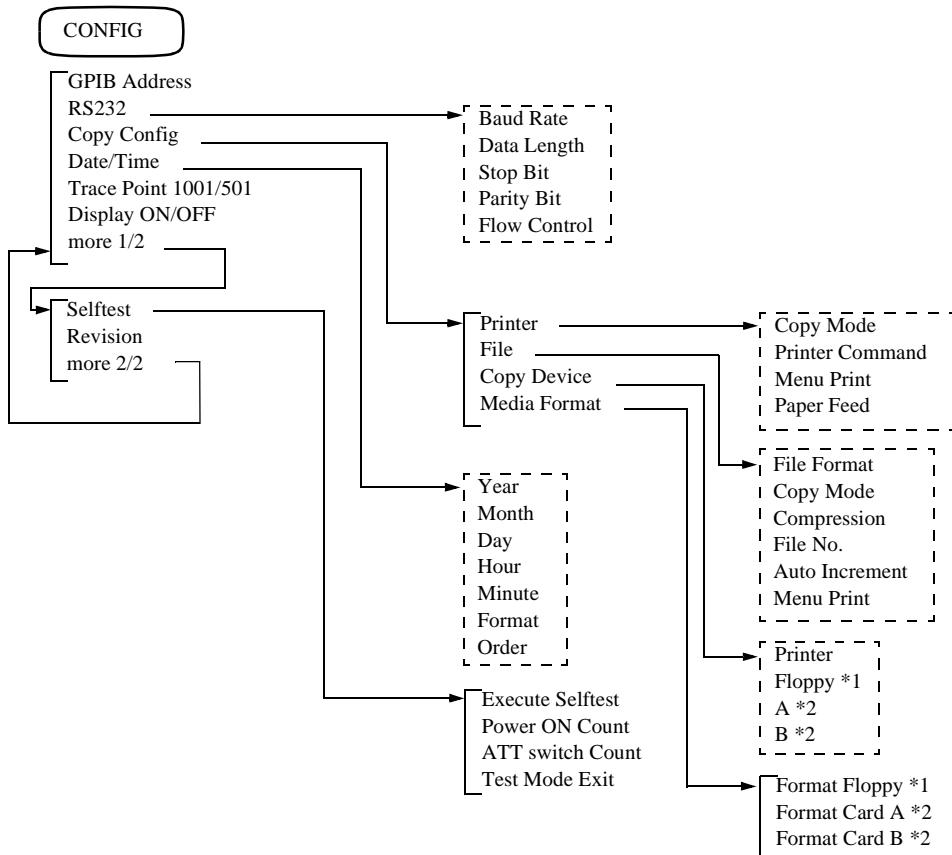 CONFIG
GPIB Address
RS232
Copy Config
Date/Time
Trace Point 1001/501
Display ON/OFF
more 1/2
Selftest
Revision
more 2/2
Baud Rate
Data Length
Stop Bit
Parity Bit
Flow Control
Printer
File
Copy Device
Media Format
Year
Month
Day
Hour
Minute
Format
Order
Execute Selftest
Power ON Count
ATT switch Count
Test Mode Exit
Copy Mode
Printer Command
Menu Print
Paper Feed
File Format
Copy Mode
Compression
File No.
Auto Increment
Menu Print
Printer
Floppy *1
A *2
B *2
Format Floppy *1
Format Card A *2
Format Card B *2